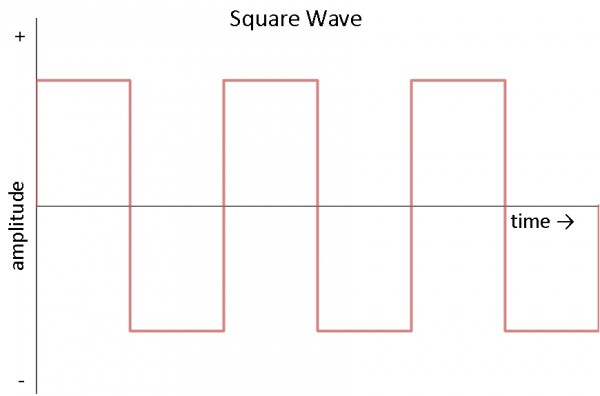 Square Wave
+
amplitude
time →
-